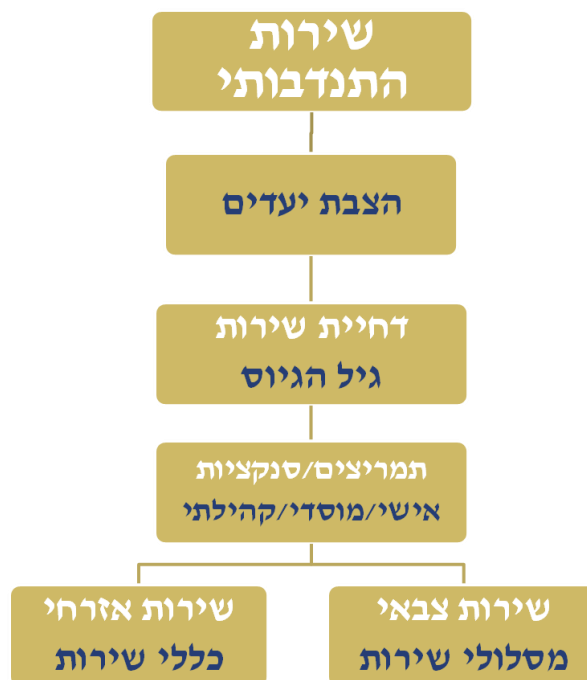 שירות
התנדבותי
הצבת יעדים
דחיית שירות
גיל הגיוס
תמריצים/סנקציות
אישי/מוסדי/קהילתי
שירות צבאי
מסלולי שירות
שירות אזרחי
כללי שירות